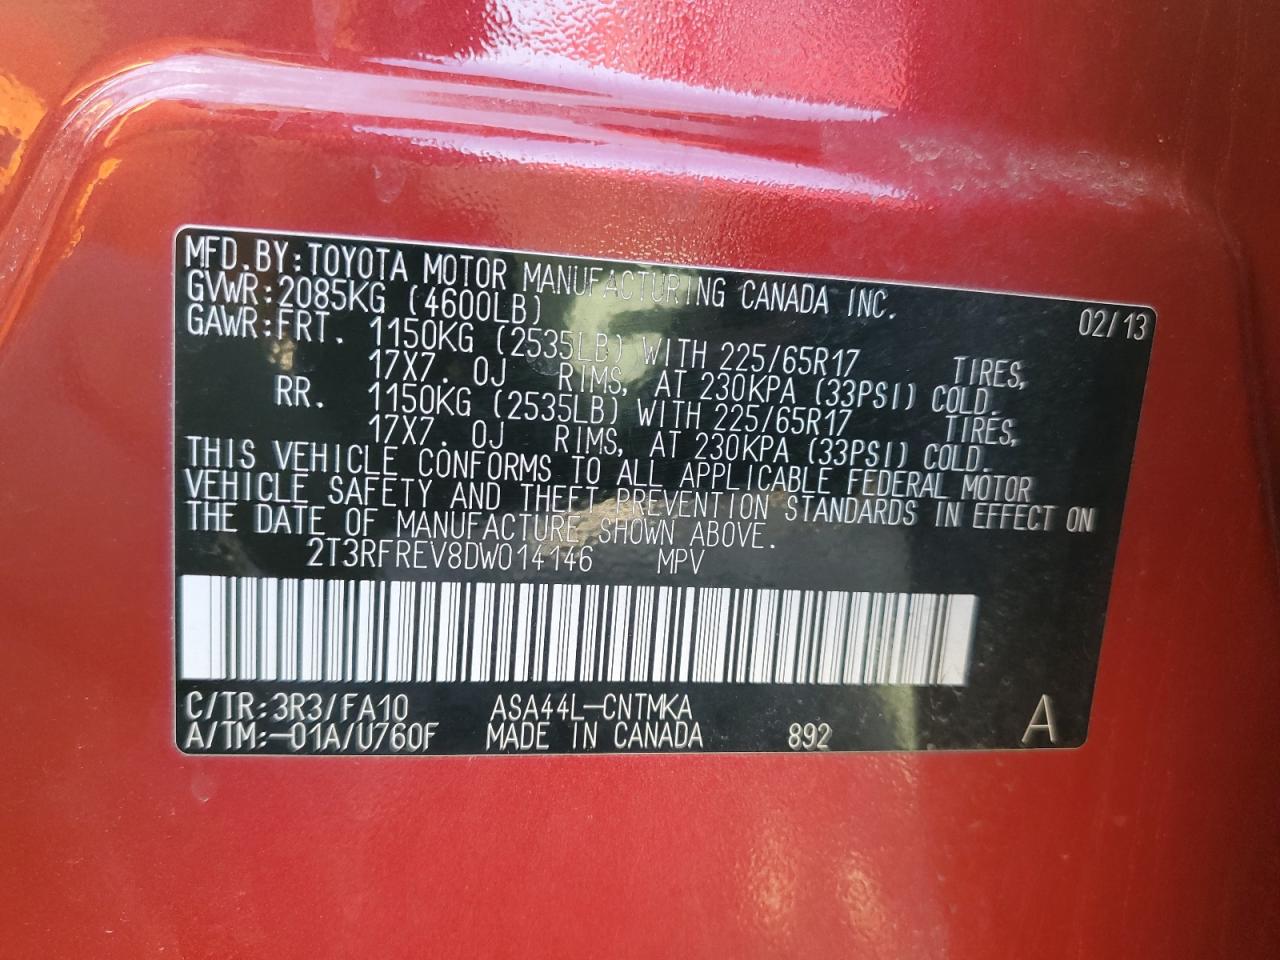 MFD.BY:TOYOTA MOTOR MANUFACTURING CANADA INC.
GVWR:2085KG (4600LB) 02/13
GAWR:FRT. 1150KG (2535LB) WITH 225/65R17 TIRES,
17X7.0J RIMS, AT 230KPA (33PSI) COLD.
RR. 1150KG (2535LB) WITH 225/65R17 TIRES,
17X7.0J RIMS, AT 230KPA (33PSI) COLD.
THIS VEHICLE CONFORMS TO ALL APPLICABLE FEDERAL MOTOR
VEHICLE SAFETY AND THEFT PREVENTION STANDARDS IN EFFECT ON
THE DATE OF MANUFACTURE SHOWN ABOVE.
2T3RFREV8DW014146 MPV
C/TR:3R3/FA10 ASA44L-CNTMKA
A/TM:-01A/U760F MADE IN CANADA 892 A